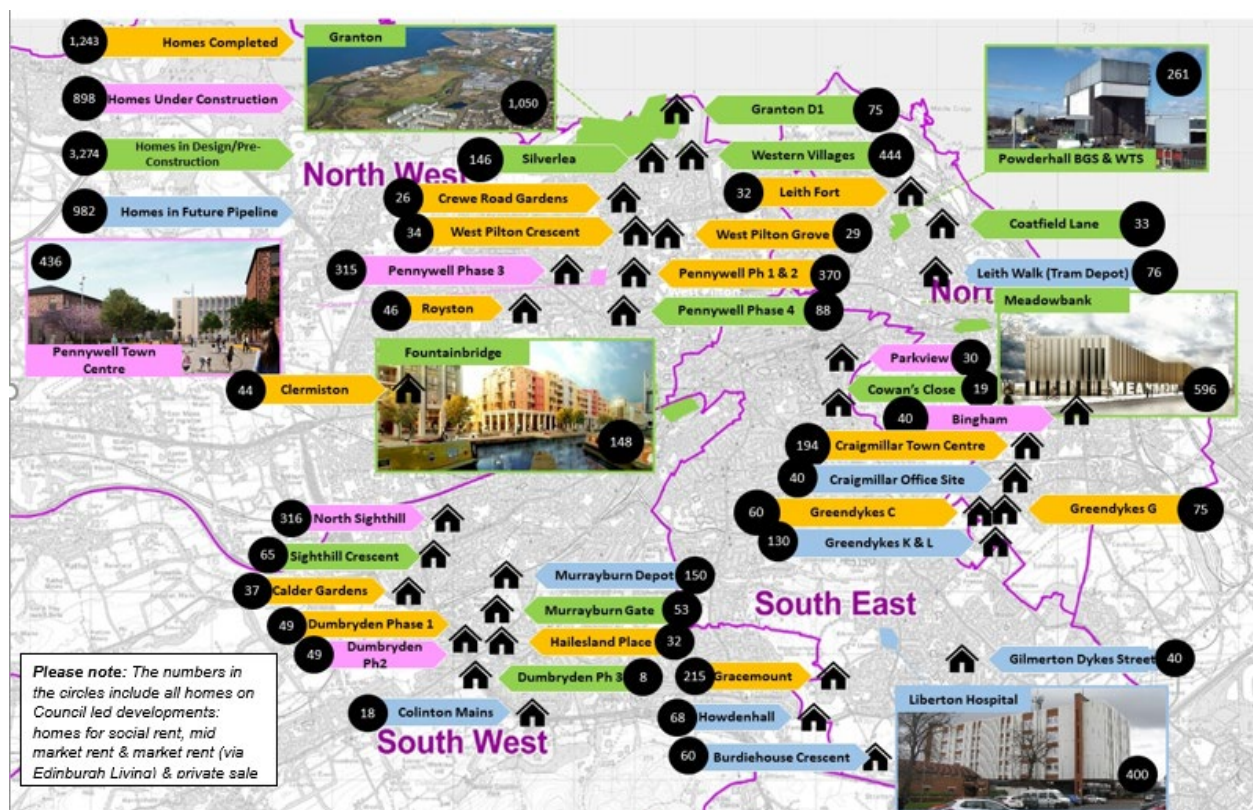 1,243 Homes Completed
898 Homes Under Construction
3,274 Homes in Design/Pre-
Construction
982 Homes in Future Pipeline
Granton
1,050
261
Powderhall BGS & WTS
Granton D1 75
146 Silverlea
Western Villages 444
North West
26 Crewe Road Gardens
32 Leith Fort
34 West Pilton Crescent
West Pilton Grove 29
Coatfield Lane 33
436
Pennywell Town
Centre
315 Pennywell Phase 3
Pennywell Ph 1 & 2 370
Leith Walk (Tram Depot) 76
46 Royston
Pennywell Phase 4 88
Meadowbank
596
Fountainbridge
148
44 Clermiston
Parkview 30
Cowan's Close 19
40 Bingham
194 Craigmillar Town Centre
40 Craigmillar Office Site
60 Greendykes C
Greendykes G 75
130 Greendykes K & L
316 North Sighthill
65 Sighthill Crescent
37 Calder Gardens
Murrayburn Depot 150
Murrayburn Gate 53
South East
49 Dumbryden Phase 1
49 Dumbryden
Ph2
Hailesland Place 32
Dumbryden Ph 3 8
215 Gracemount
Gilmerton Dykes Street 40
18 Colinton Mains
68 Howdenhall
60 Burdiehouse Crescent
South West
Liberton Hospital
400
Please note: The numbers in
the circles include all homes on
Council led developments:
homes for social rent, mid
market rent & market rent (via
Edinburgh Living) & private sale